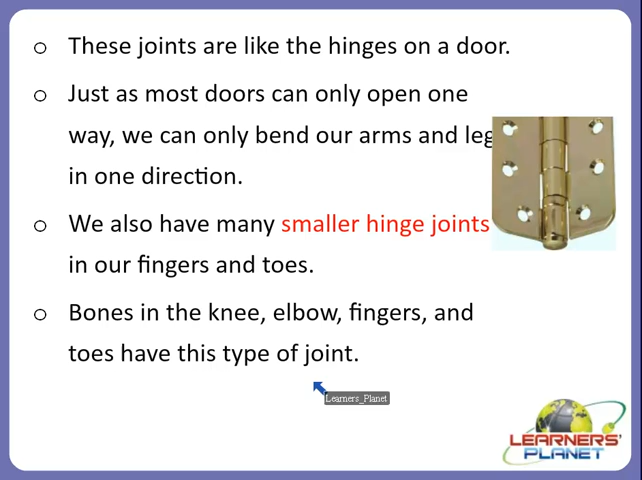 o These joints are like the hinges on a door.
o Just as most doors can only open one
way, we can only bend our arms and leg
in one direction.
o We also have many smaller hinge joints
in our fingers and toes.
o Bones in the knee, elbow, fingers, and
toes have this type of joint.
Learners_Planet
LEARNERS'
PLANET